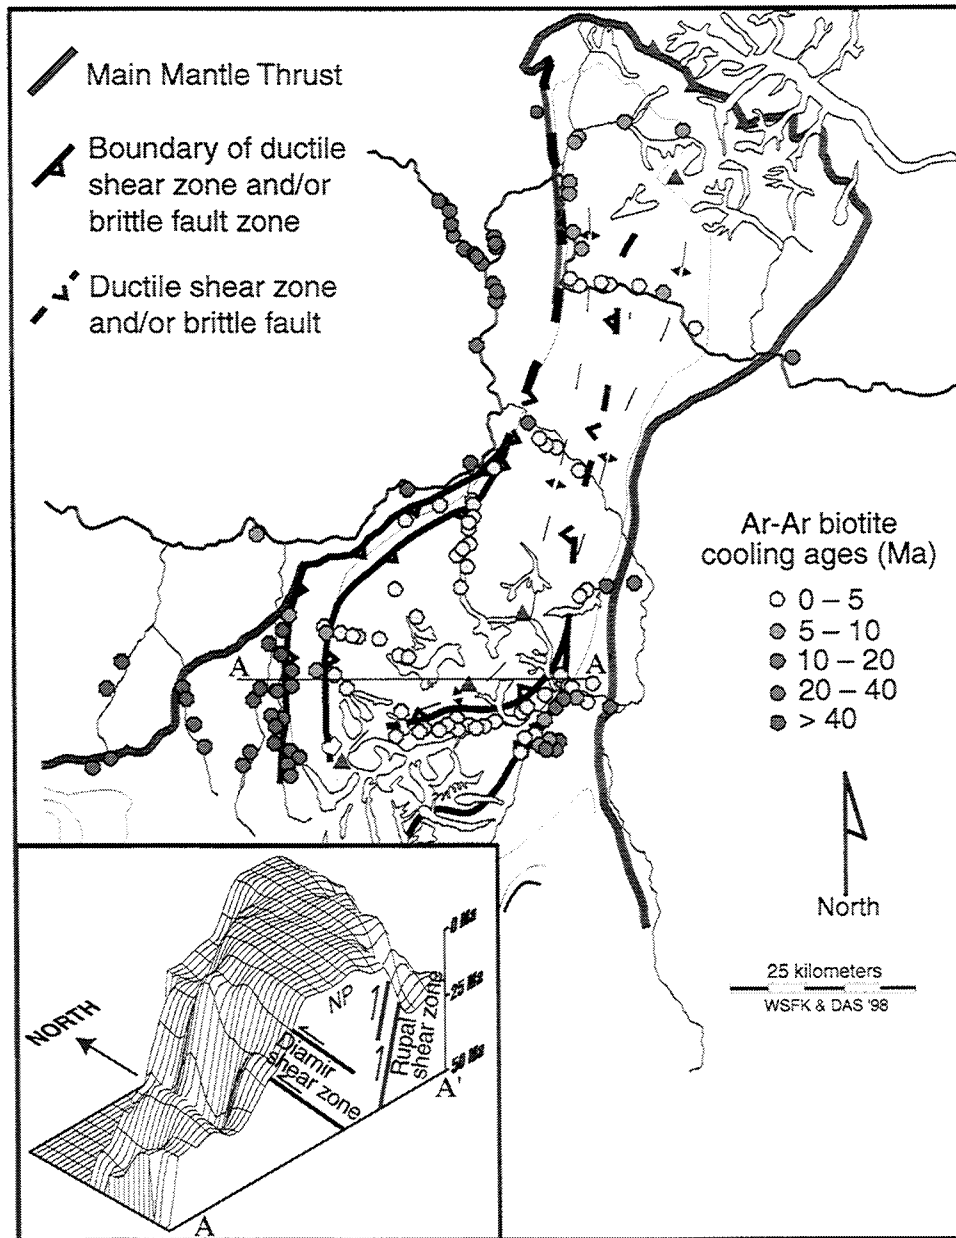 Main Mantle Thrust
Boundary of ductile
shear zone and/or
brittle fault zone
Ductile shear zone
and/or brittle fault
Ar-Ar biotite
cooling ages (Ma)
0 – 5
5 – 10
10 – 20
20 – 40
> 40
A
A
North
25 kilometers
WSFK & DAS '98
NORTH
NP
Diamir
shear zone
Rupal
shear zone
0 Ma
25 Ma
50 Ma
A'
A